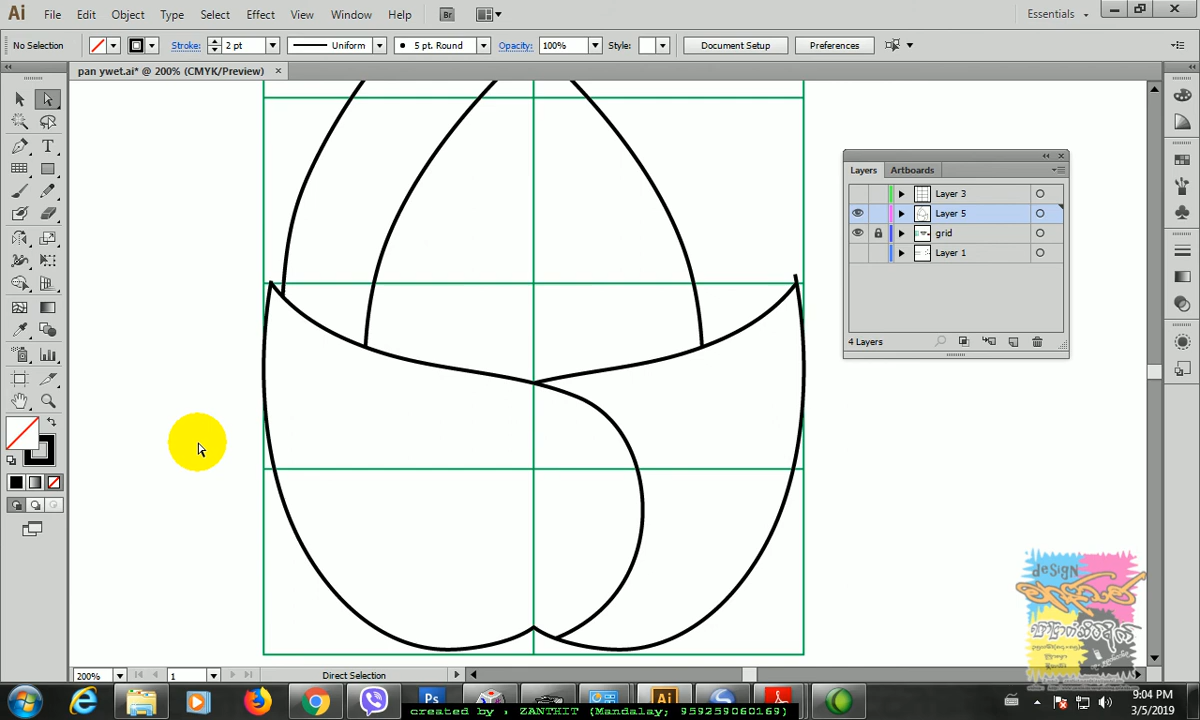 Ai File Edit Object Type Select Effect View Window Help Br Essentials
No Selection Stroke: 2 pt Uniform 5 pt. Round Opacity: 100% Style: Document Setup Preferences
pan ywet.ai* @ 200% (CMYK/Preview)
Layers Artboards
Layer 3
Layer 5
grid
Layer 1
4 Layers
deSIGN
200% 1 Direct Selection
9:04 PM
3/5/2019
created by : ZANTHIT (Mandalay; 959259060169)